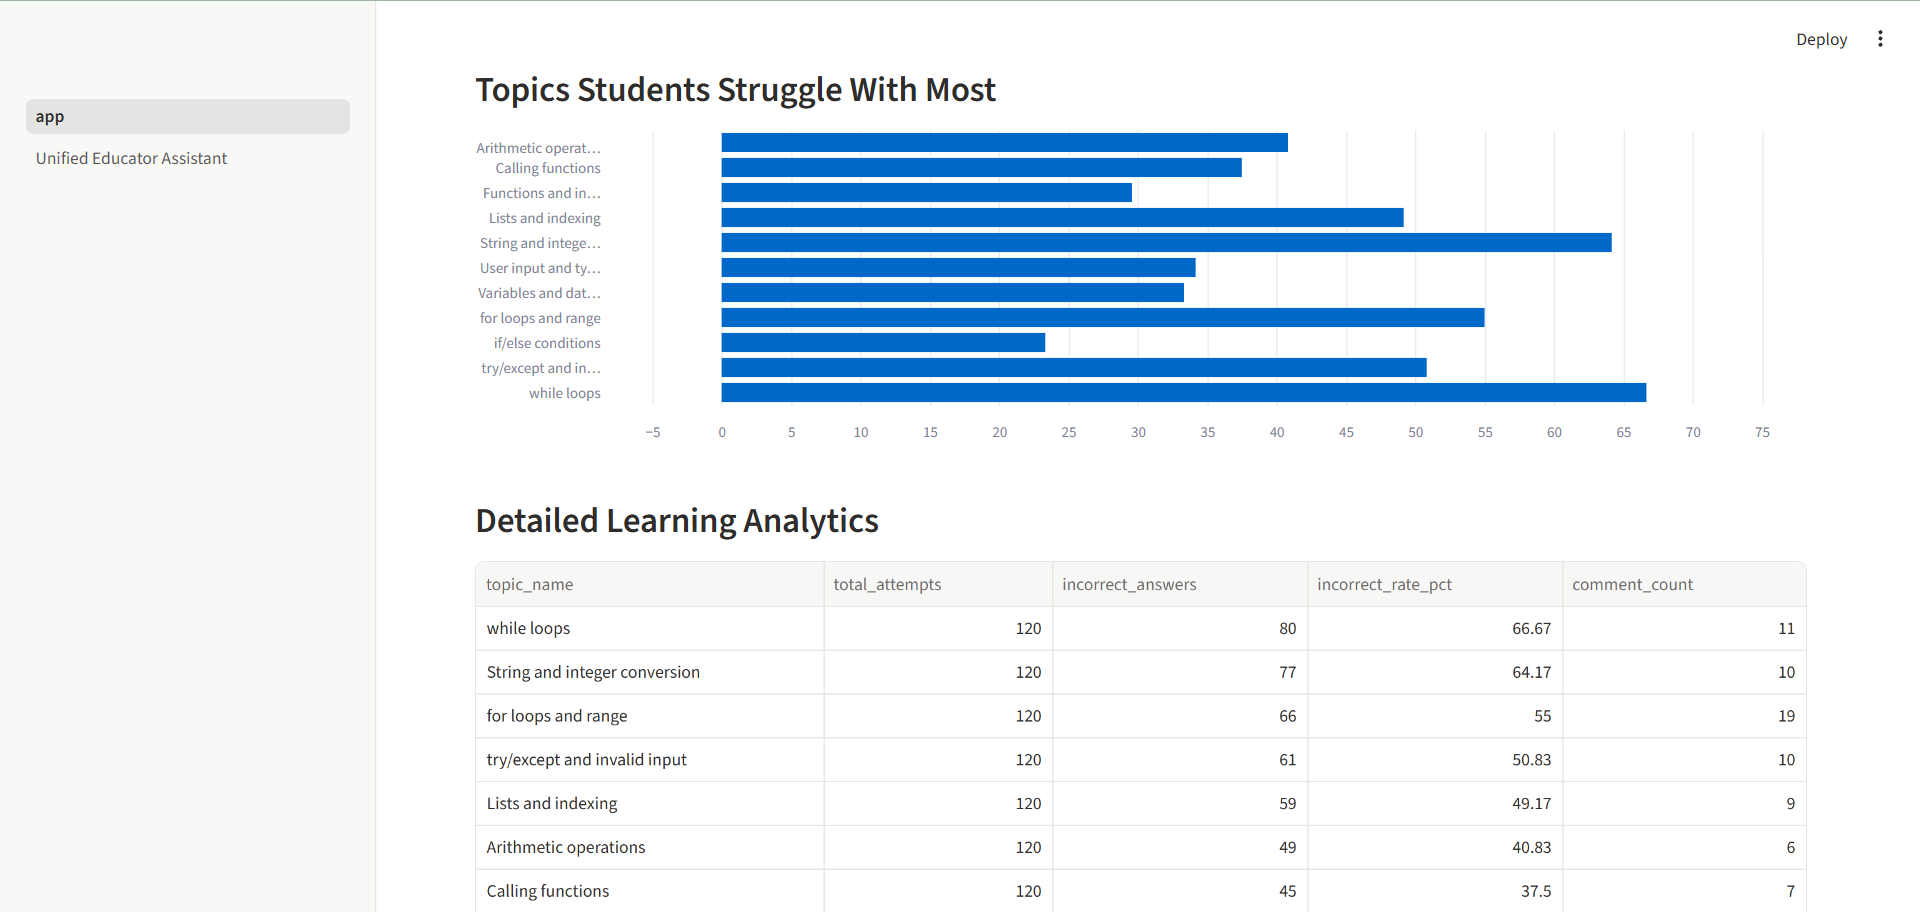 Deploy
app
Unified Educator Assistant
Topics Students Struggle With Most
Arithmetic operat…
Calling functions
Functions and in…
Lists and indexing
String and intege…
User input and ty…
Variables and dat…
for loops and range
if/else conditions
try/except and in…
while loops
−5 0 5 10 15 20 25 30 35 40 45 50 55 60 65 70 75
Detailed Learning Analytics
topic_name total_attempts incorrect_answers incorrect_rate_pct comment_count
while loops 120 80 66.67 11
String and integer conversion 120 77 64.17 10
for loops and range 120 66 55 19
try/except and invalid input 120 61 50.83 10
Lists and indexing 120 59 49.17 9
Arithmetic operations 120 49 40.83 6
Calling functions 120 45 37.5 7